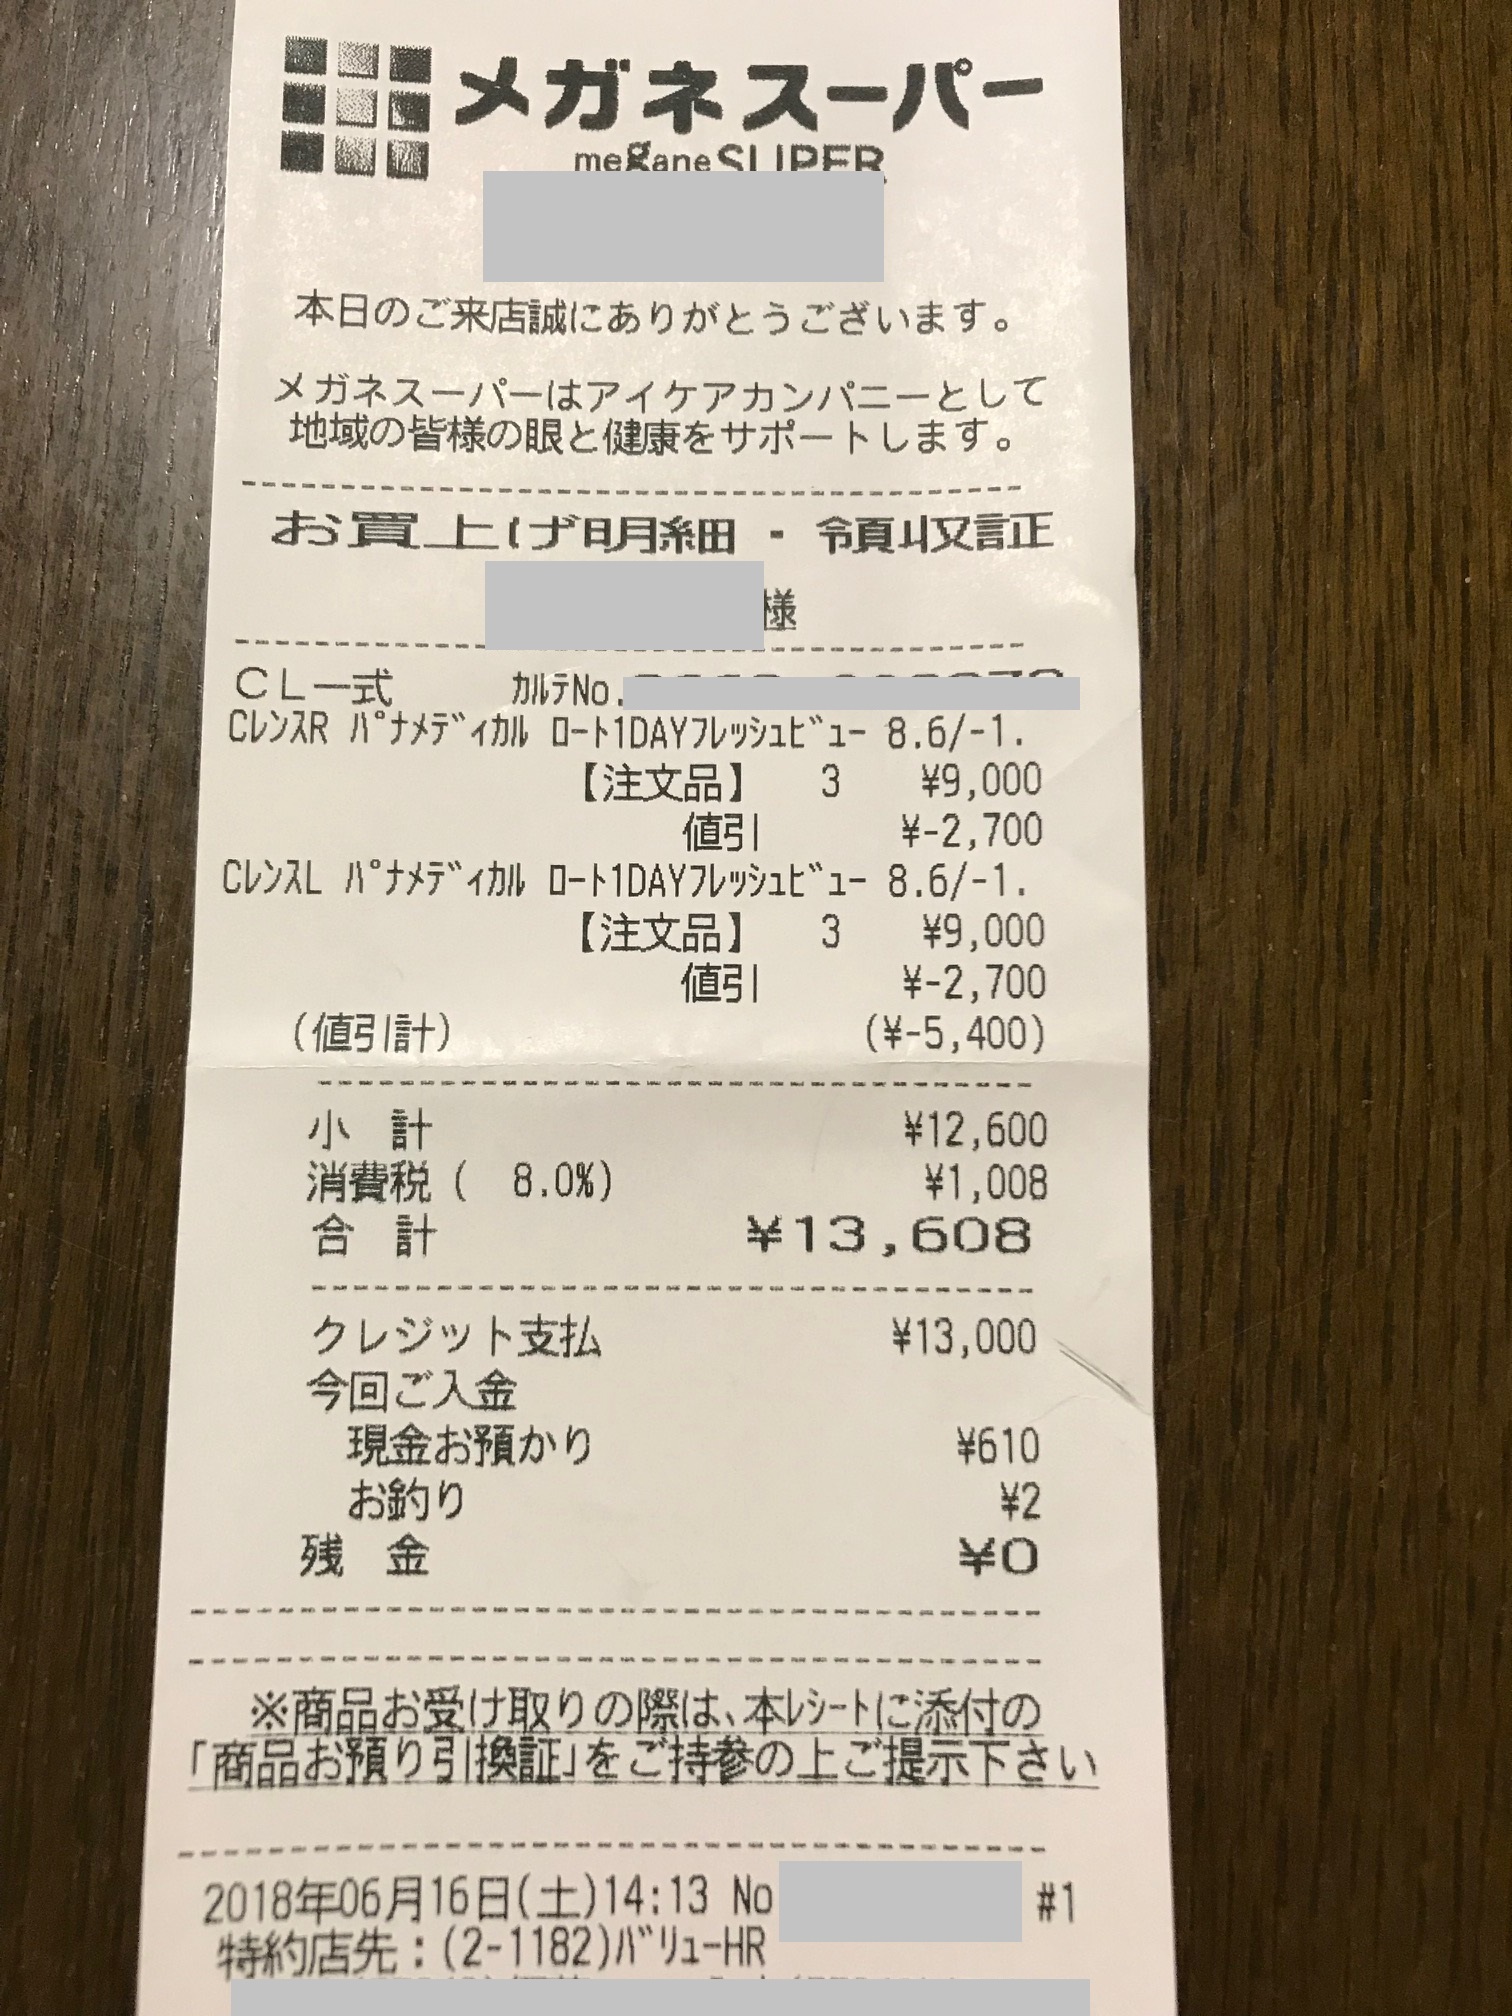 メガネスーパー
meganeSUPER
本日のご来店誠にありがとうございます。
メガネスーパーはアイケアカンパニーとして
地域の皆様の眼と健康をサポートします。
お買上げ明細・領収証
様
CL一式 ｶﾙﾃNo.
CﾚﾝｽR ﾊﾟﾅﾒﾃﾞｨｶﾙ ﾛｰﾄ1DAYﾌﾚｯｼｭﾋﾞｭｰ 8.6/-1.
【注文品】 3 ¥9,000
値引 ¥-2,700
CﾚﾝｽL ﾊﾟﾅﾒﾃﾞｨｶﾙ ﾛｰﾄ1DAYﾌﾚｯｼｭﾋﾞｭｰ 8.6/-1.
【注文品】 3 ¥9,000
値引 ¥-2,700
(値引計) (¥-5,400)
小 計 ¥12,600
消費税( 8.0%) ¥1,008
合 計 ¥13,608
クレジット支払 ¥13,000
今回ご入金
現金お預かり ¥610
お釣り ¥2
残 金 ¥0
※商品お受け取りの際は､本ﾚｼｰﾄに添付の
｢商品お預り引換証｣をご持参の上ご提示下さい
2018年06月16日(土)14:13 No #1
特約店先:(2-1182)ﾊﾞﾘｭｰHR